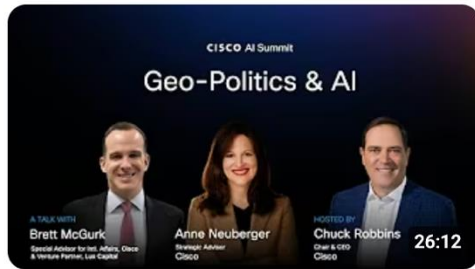 CISCO AI Summit
Geo-Politics & AI
A TALK WITH
Brett McGurk
Special Advisor for Intl. Affairs, Cisco
& Venture Partner, Lux Capital
Anne Neuberger
Strategic Advisor
Cisco
HOSTED BY
Chuck Robbins
Chair & CEO
Cisco
26:12